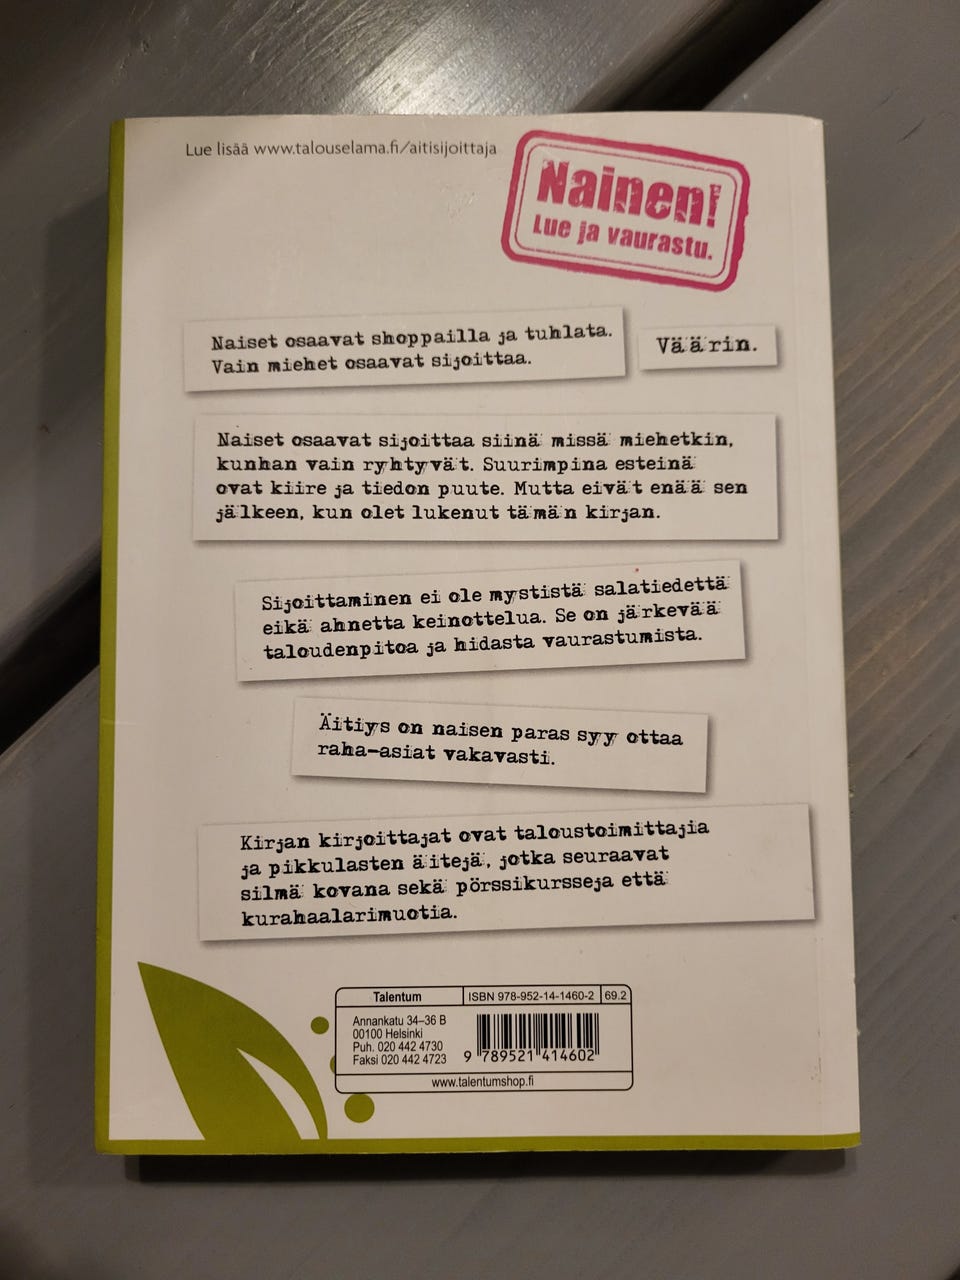 Lue lisää www.talouselama.fi/aitisijoittaja
Nainen!
Lue ja vaurastu.
Naiset osaavat shoppailla ja tuhlata.
Vain miehet osaavat sijoittaa.
Väärin.
Naiset osaavat sijoittaa siinä missä miehetkin,
kunhan vain ryhtyvät. Suurimpina esteinä
ovat kiire ja tiedon puute. Mutta eivät enää sen
jälkeen, kun olet lukenut tämän kirjan.
Sijoittaminen ei ole mystistä salatiedettä
eikä ahnetta keinottelua. Se on järkevää
taloudenpitoa ja hidasta vaurastumista.
Äitiys on naisen paras syy ottaa
raha-asiat vakavasti.
Kirjan kirjoittajat ovat taloustoimittajia
ja pikkulasten äitejä, jotka seuraavat
silmä kovana sekä pörssikursseja että
kurahaalarimuotia.
Talentum
ISBN 978-952-14-1460-2
69.2
Annankatu 34–36 B
00100 Helsinki
Puh. 020 442 4730
Faksi 020 442 4723
9 789521 414602
www.talentumshop.fi